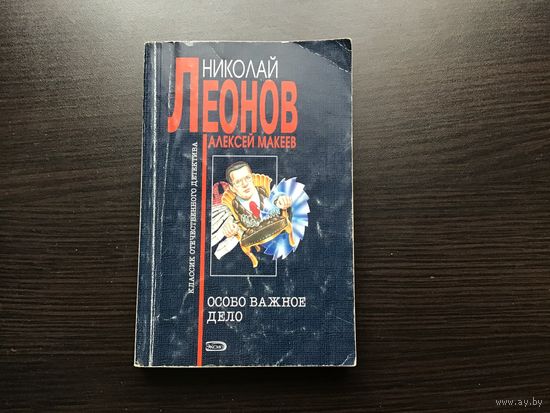 НИКОЛАЙ
ЛЕОНОВ
АЛЕКСЕЙ МАКЕЕВ
КЛАССИК ОТЕЧЕСТВЕННОГО ДЕТЕКТИВА
ОСОБО ВАЖНОЕ
ДЕЛО
ЭКСМО
www.ay.by